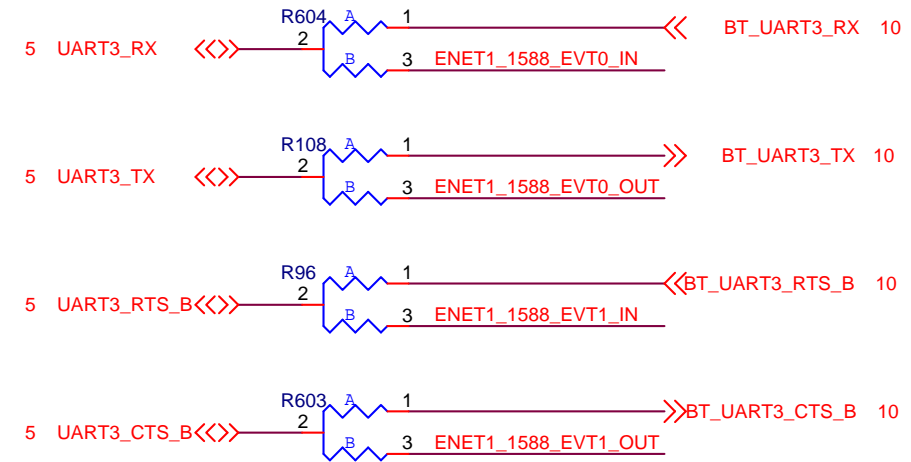 R604 A 1 BT_UART3_RX 10
5 UART3_RX 2
B 3 ENET1_1588_EVT0_IN
R108 A 1 BT_UART3_TX 10
5 UART3_TX 2
B 3 ENET1_1588_EVT0_OUT
R96 A 1 BT_UART3_RTS_B 10
5 UART3_RTS_B 2
B 3 ENET1_1588_EVT1_IN
R603 A 1 BT_UART3_CTS_B 10
5 UART3_CTS_B 2
B 3 ENET1_1588_EVT1_OUT